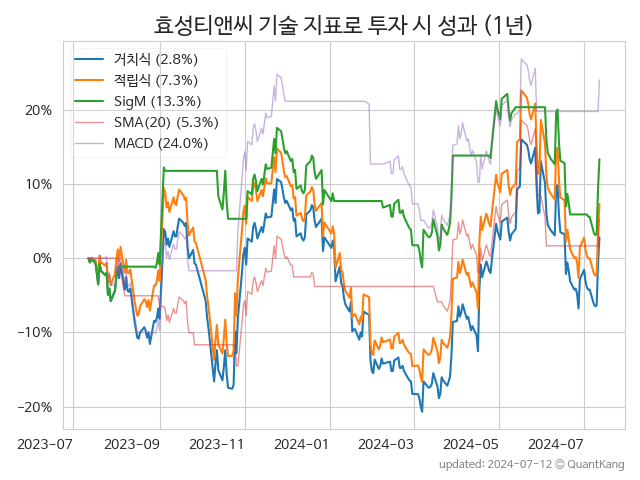 효성티앤씨 기술 지표로 투자 시 성과 (1년)
거치식 (2.8%)
적립식 (7.3%)
SigM (13.3%)
SMA(20) (5.3%)
MACD (24.0%)
20%
10%
0%
−10%
−20%
2023-07 2023-09 2023-11 2024-01 2024-03 2024-05 2024-07
updated: 2024-07-12 © QuantKang